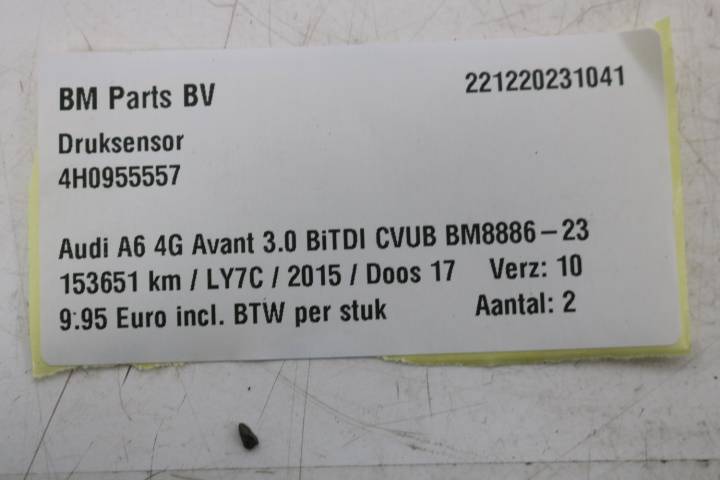 BM Parts BV 221220231041
Druksensor
4H0955557
Audi A6 4G Avant 3.0 BiTDI CVUB BM8886-23
153651 km / LY7C / 2015 / Doos 17 Verz: 10
9.95 Euro incl. BTW per stuk Aantal: 2